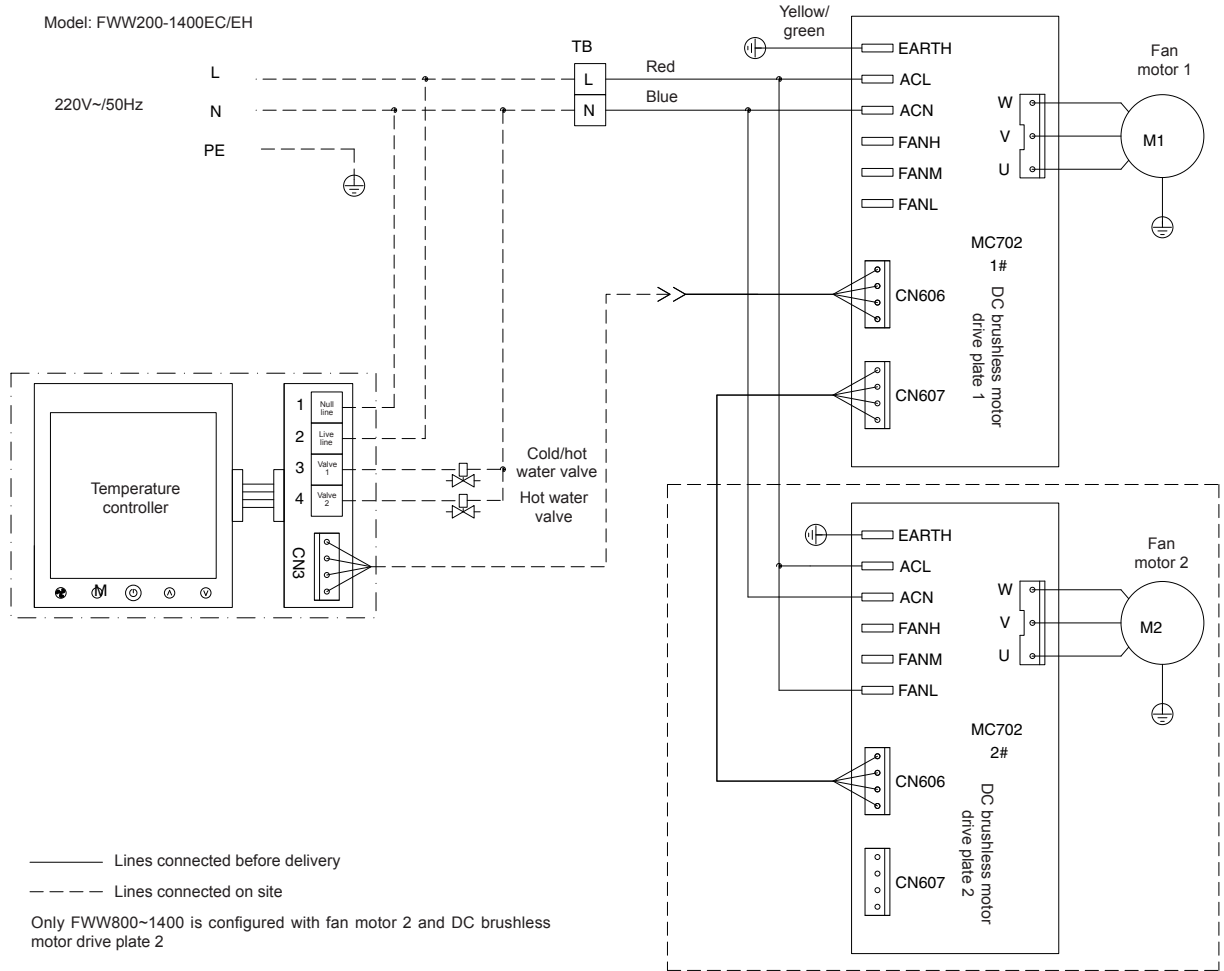 Model: FWW200-1400EC/EH
L
220V~/50Hz
N
PE
TB
L
N
Red
Blue
Yellow/
green
EARTH
ACL
ACN
FANH
FANM
FANL
W
V
U
Fan
motor 1
M1
MC702
1#
DC brushless motor
drive plate 1
CN606
CN607
Temperature
controller
M
1
Null
line
2
Live
line
3
Valve
1
4
Valve
2
CN3
Cold/hot
water valve
Hot water
valve
EARTH
ACL
ACN
FANH
FANM
FANL
W
V
U
Fan
motor 2
M2
MC702
2#
DC brushless motor
drive plate 2
CN606
CN607
Lines connected before delivery
Lines connected on site
Only FWW800~1400 is configured with fan motor 2 and DC brushless
motor drive plate 2